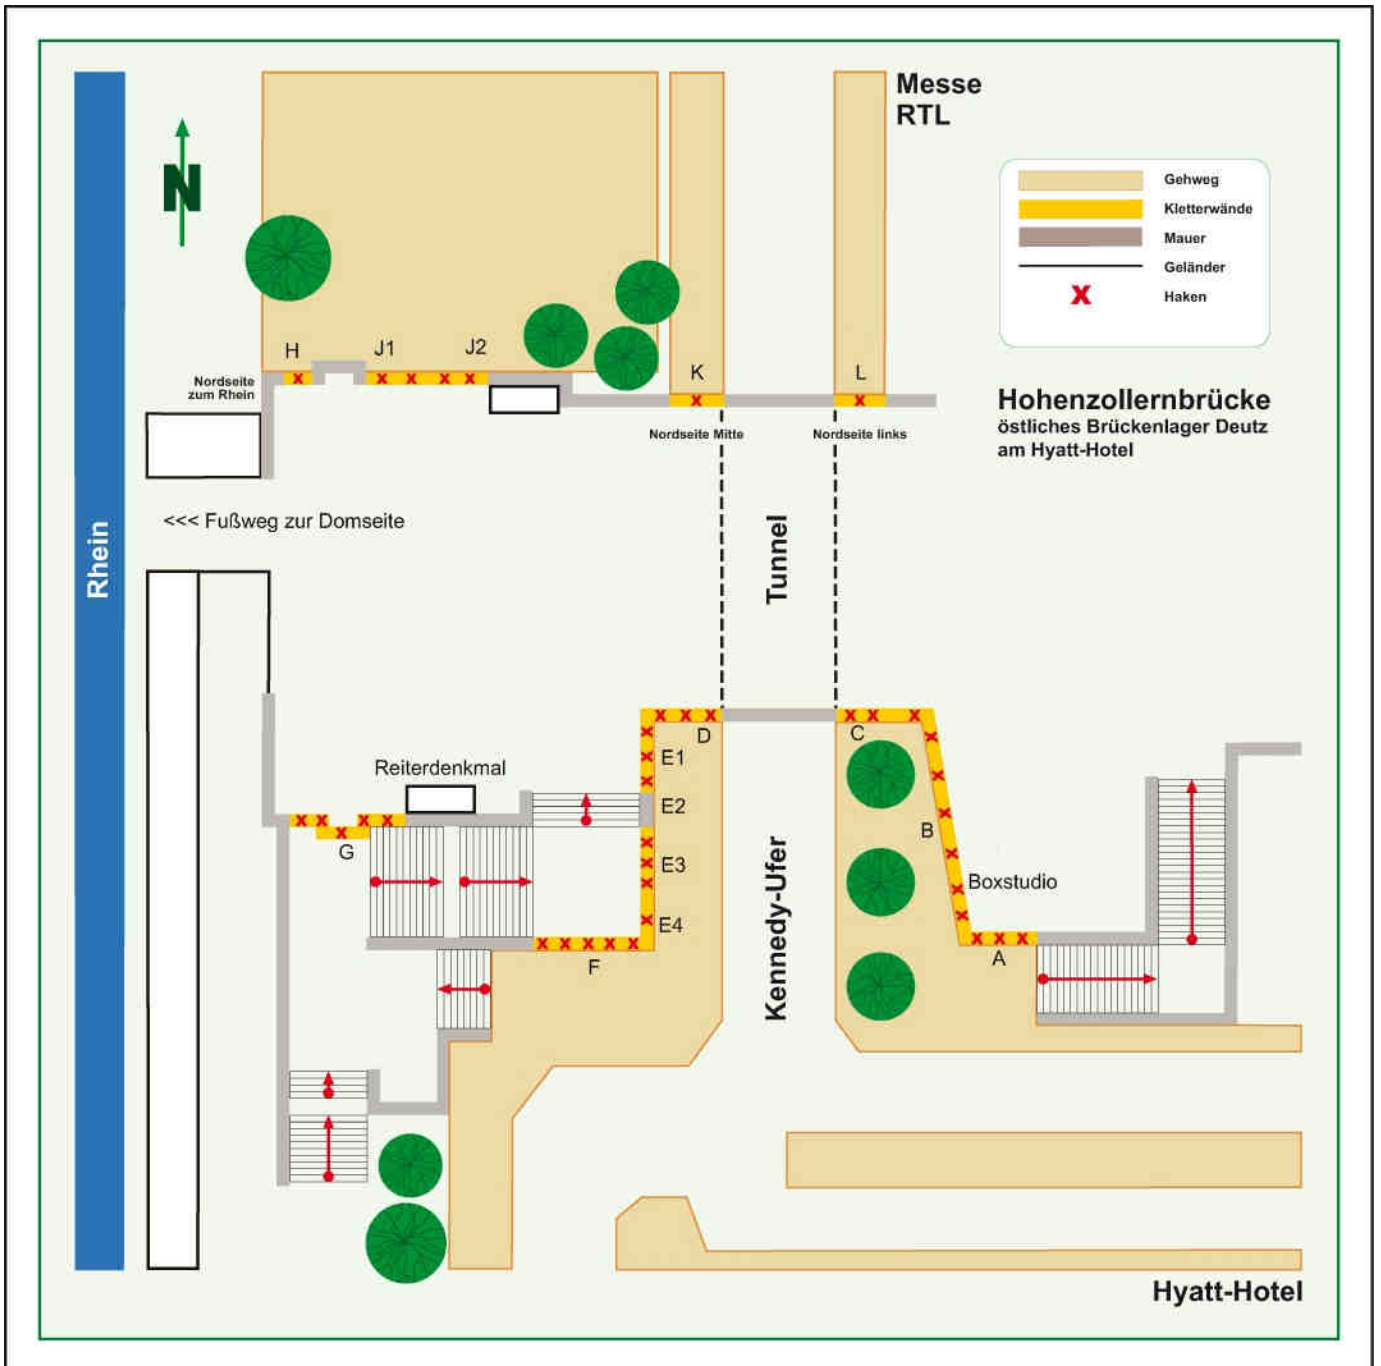 Messe
RTL
N
Gehweg
Kletterwände
Mauer
Geländer
Haken
H
J1
J2
K
L
Nordseite
zum Rhein
Nordseite Mitte
Nordseite links
Hohenzollernbrücke
östliches Brückenlager Deutz
am Hyatt-Hotel
<<< Fußweg zur Domseite
Rhein
Tunnel
D
C
E1
Reiterdenkmal
E2
B
G
E3
Boxstudio
E4
F
A
Kennedy-Ufer
Hyatt-Hotel